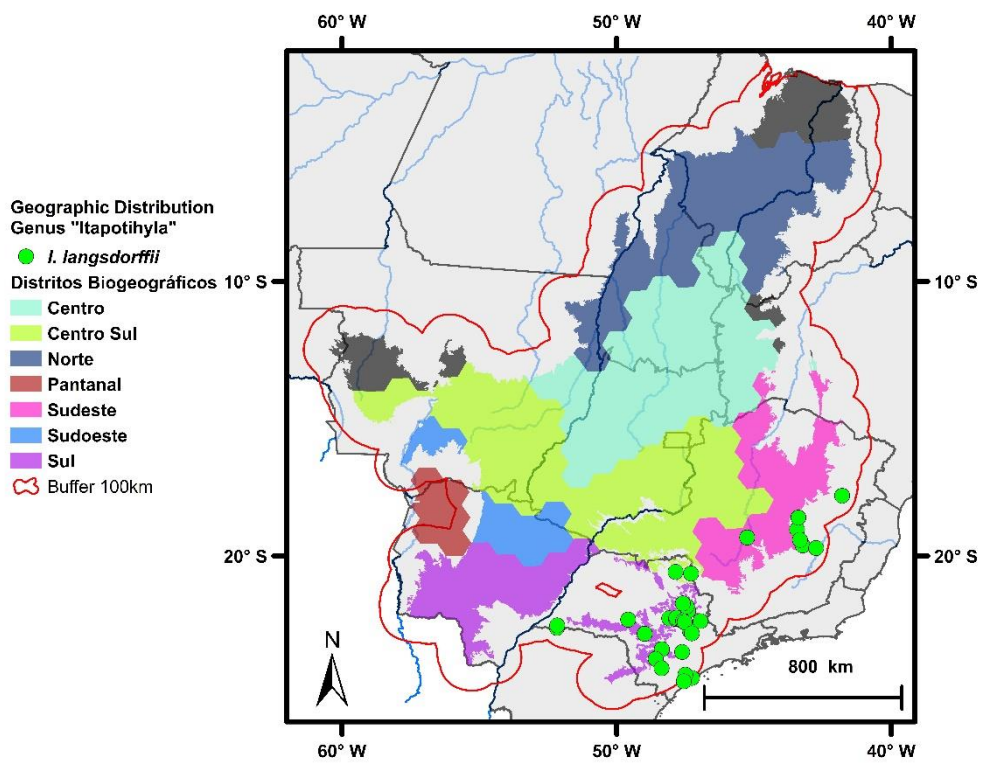 60° W 50° W 40° W
Geographic Distribution
Genus "Itapotihyla"
I. langsdorffii
Distritos Biogeográficos
Centro
Centro Sul
Norte
Pantanal
Sudeste
Sudoeste
Sul
Buffer 100km
10° S 10° S
20° S 20° S
N
800 km
60° W 50° W 40° W